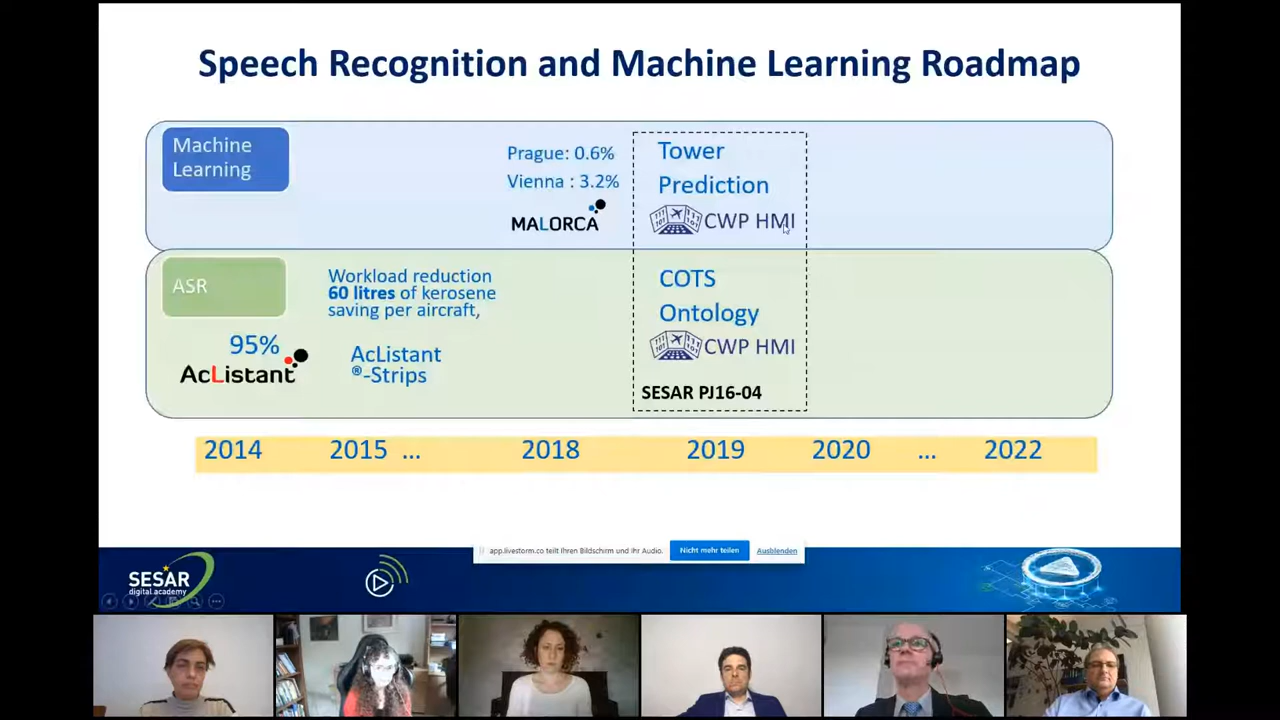 Speech Recognition and Machine Learning Roadmap
Machine
Learning
Prague: 0.6%
Vienna : 3.2%
MALORCA
Tower
Prediction
CWP HMI
ASR
95%
AcListant
Workload reduction
60 litres of kerosene
saving per aircraft,
AcListant
®-Strips
COTS
Ontology
CWP HMI
SESAR PJ16-04
2014 2015 ... 2018 2019 2020 ... 2022
app.livestorm.co teilt Ihren Bildschirm und Ihr Audio. Nicht mehr teilen Ausblenden
SESAR
digital.academy